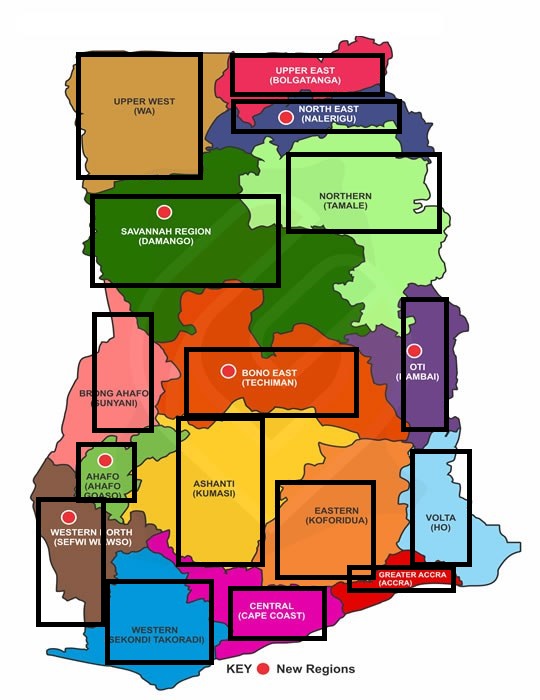 UPPER EAST
(BOLGATANGA)
UPPER WEST
(WA)
NORTH EAST
(NALERIGU)
NORTHERN
(TAMALE)
SAVANNAH REGION
(DAMANGO)
OTI
(DAMBAI)
BONO EAST
(TECHIMAN)
BRONG AHAFO
(SUNYANI)
AHAFO
(AHAFO
GOASO)
ASHANTI
(KUMASI)
EASTERN
(KOFORIDUA)
VOLTA
(HO)
WESTERN NORTH
(SEFWI WIAWSO)
GREATER ACCRA
(ACCRA)
CENTRAL
(CAPE COAST)
WESTERN
(SEKONDI TAKORADI)
KEY New Regions